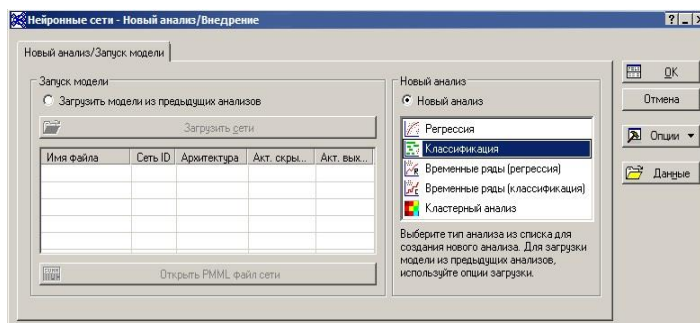 Нейронные сети - Новый анализ/Внедрение
Новый анализ/Запуск модели
Запуск модели
Загрузить модели из предыдущих анализов
Загрузить сети
Имя файла Сеть ID Архитектура Акт. скры... Акт. вых...
Открыть PMML файл сети
Новый анализ
Новый анализ
Регрессия
Классификация
Временные ряды (регрессия)
Временные ряды (классификация)
Кластерный анализ
Выберите тип анализа из списка для
создания нового анализа. Для загрузки
модели из предыдущих анализов,
используйте опции загрузки.
OK
Отмена
Опции
Данные